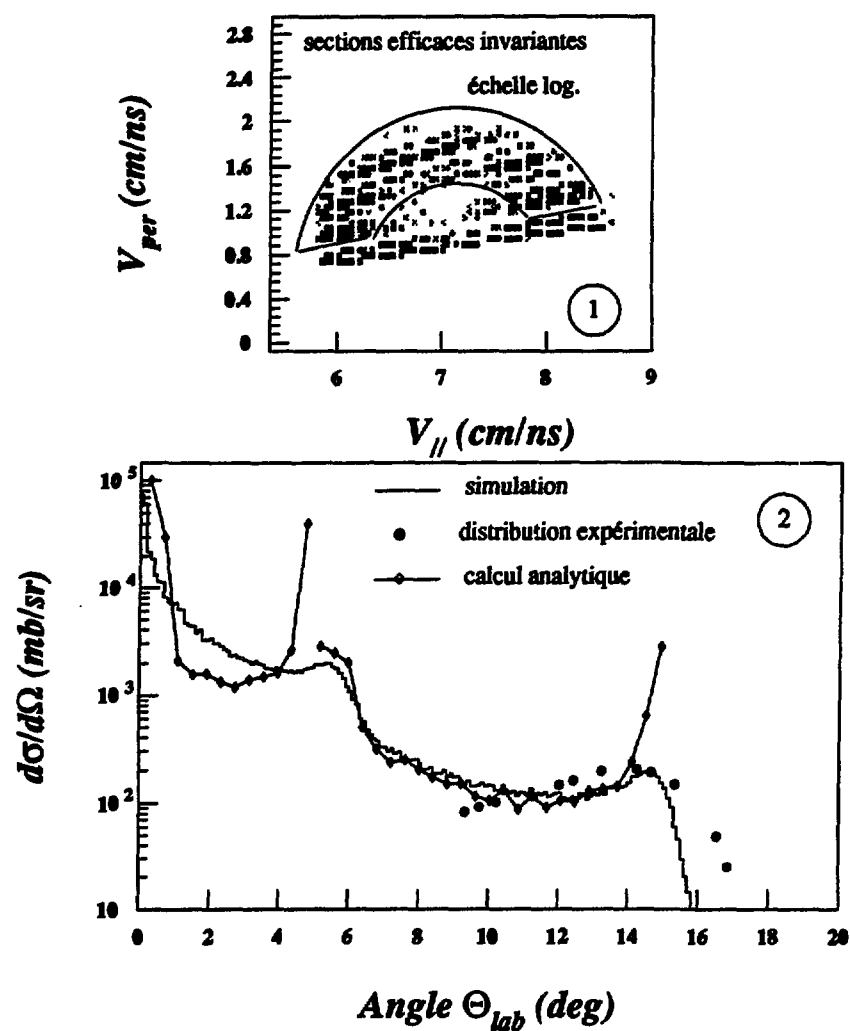 2.8
2.4
2
1.6
1.2
0.8
0.4
0
V_per (cm/ns)
sections efficaces invariantes
échelle log.
1
6 7 8 9
V_// (cm/ns)
10^5
10^4
10^3
10^2
10
dσ/dΩ (mb/sr)
simulation
distribution expérimentale
calcul analytique
2
0 2 4 6 8 10 12 14 16 18 20
Angle Θ_lab (deg)